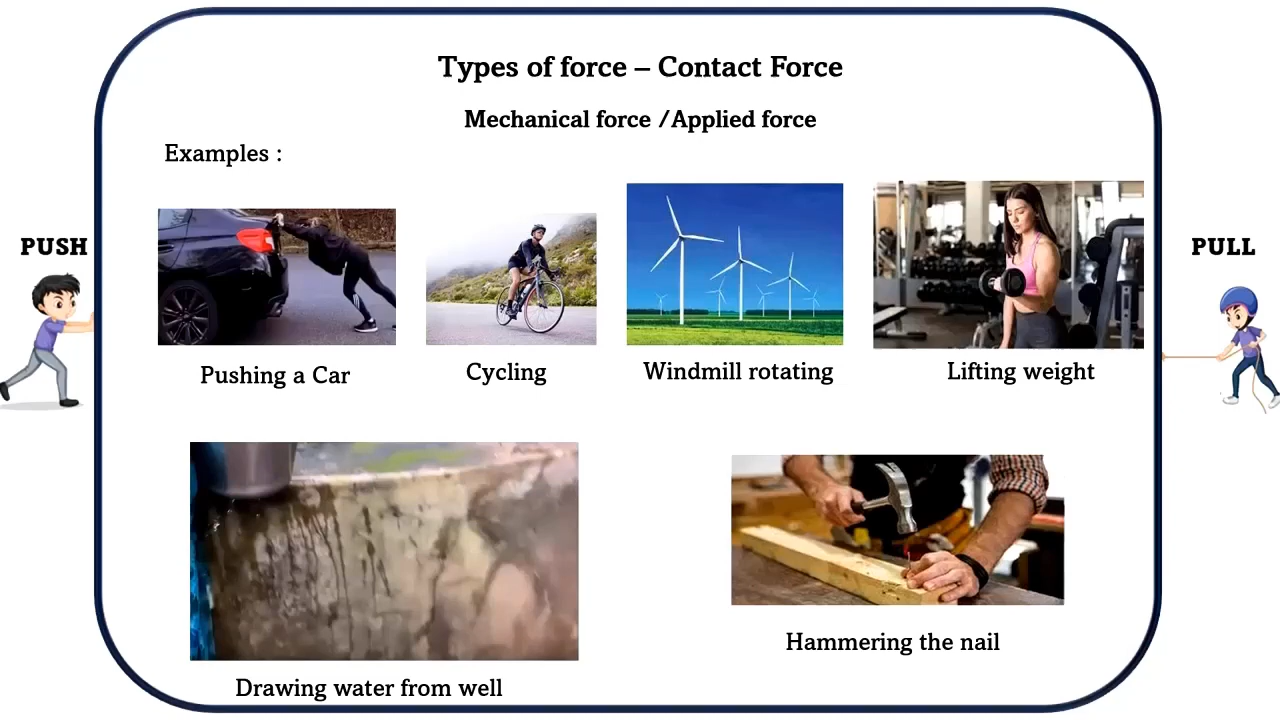 Types of force – Contact Force
Mechanical force /Applied force
Examples :
PUSH
PULL
Pushing a Car
Cycling
Windmill rotating
Lifting weight
Hammering the nail
Drawing water from well